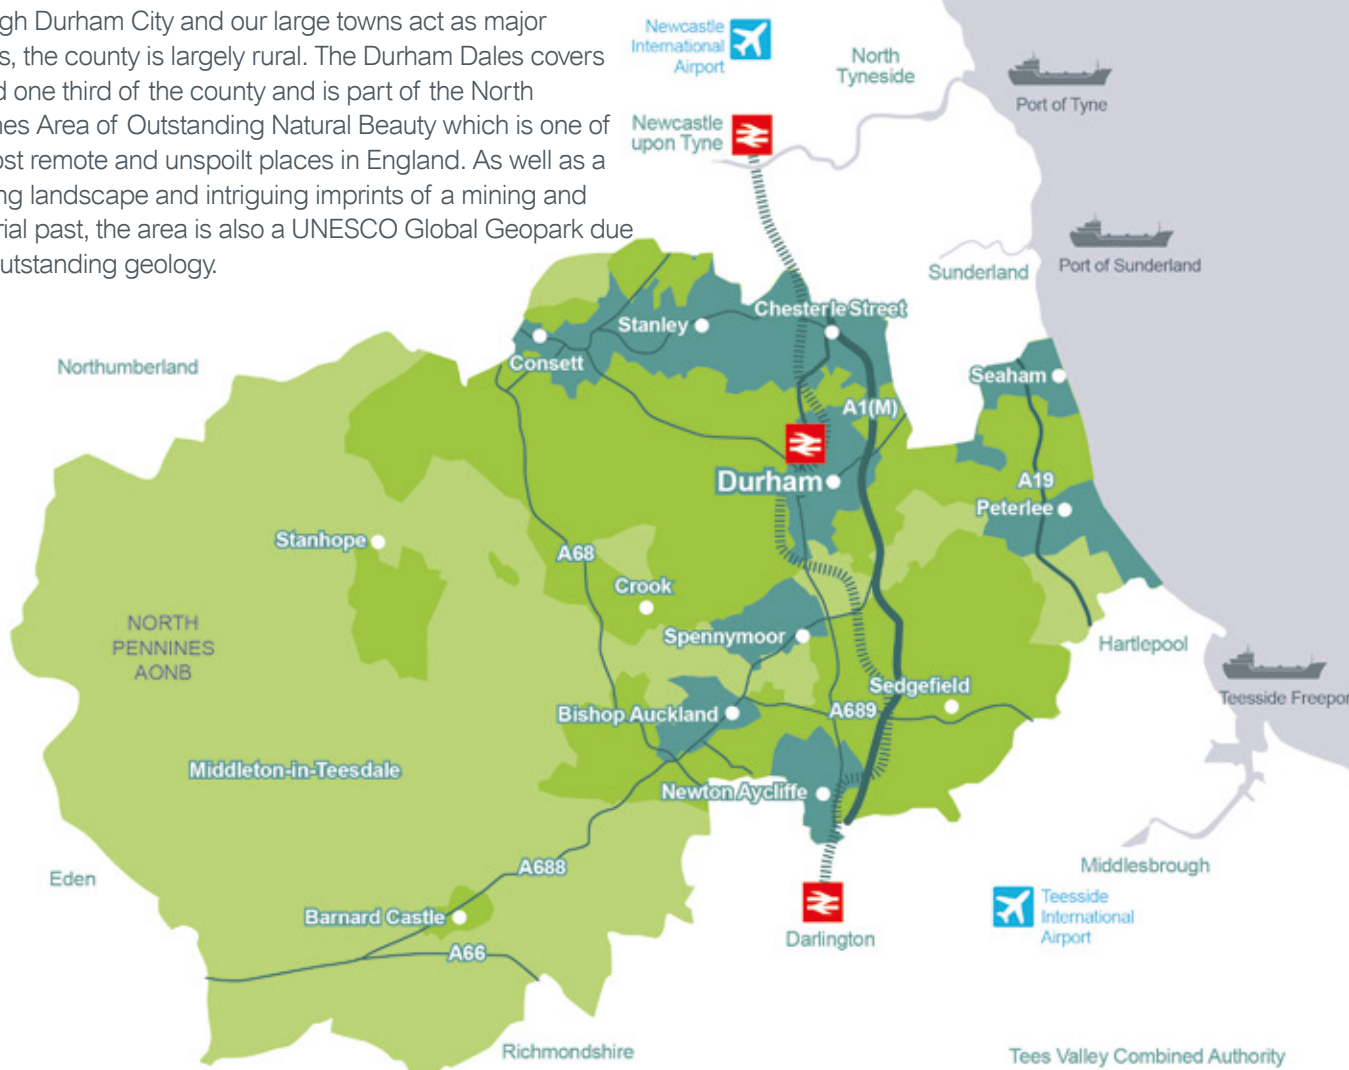 gh Durham City and our large towns act as major
s, the county is largely rural. The Durham Dales covers
d one third of the county and is part of the North
nes Area of Outstanding Natural Beauty which is one of
ost remote and unspoilt places in England. As well as a
ng landscape and intriguing imprints of a mining and
rial past, the area is also a UNESCO Global Geopark due
outstanding geology.
Newcastle
International
Airport
North
Tyneside
Port of Tyne
Newcastle
upon Tyne
Sunderland
Port of Sunderland
Northumberland
Stanley
Chester le Street
Consett
Seaham
A1(M)
Durham
A19
Peterlee
Stanhope
A68
Crook
NORTH
PENNINES
AONB
Spennymoor
Hartlepool
Sedgefield
Teesside Freepor
Bishop Auckland
A689
Middleton-in-Teesdale
Newton Aycliffe
Eden
A688
Middlesbrough
Barnard Castle
Teesside
International
Airport
Darlington
A66
Richmondshire
Tees Valley Combined Authority